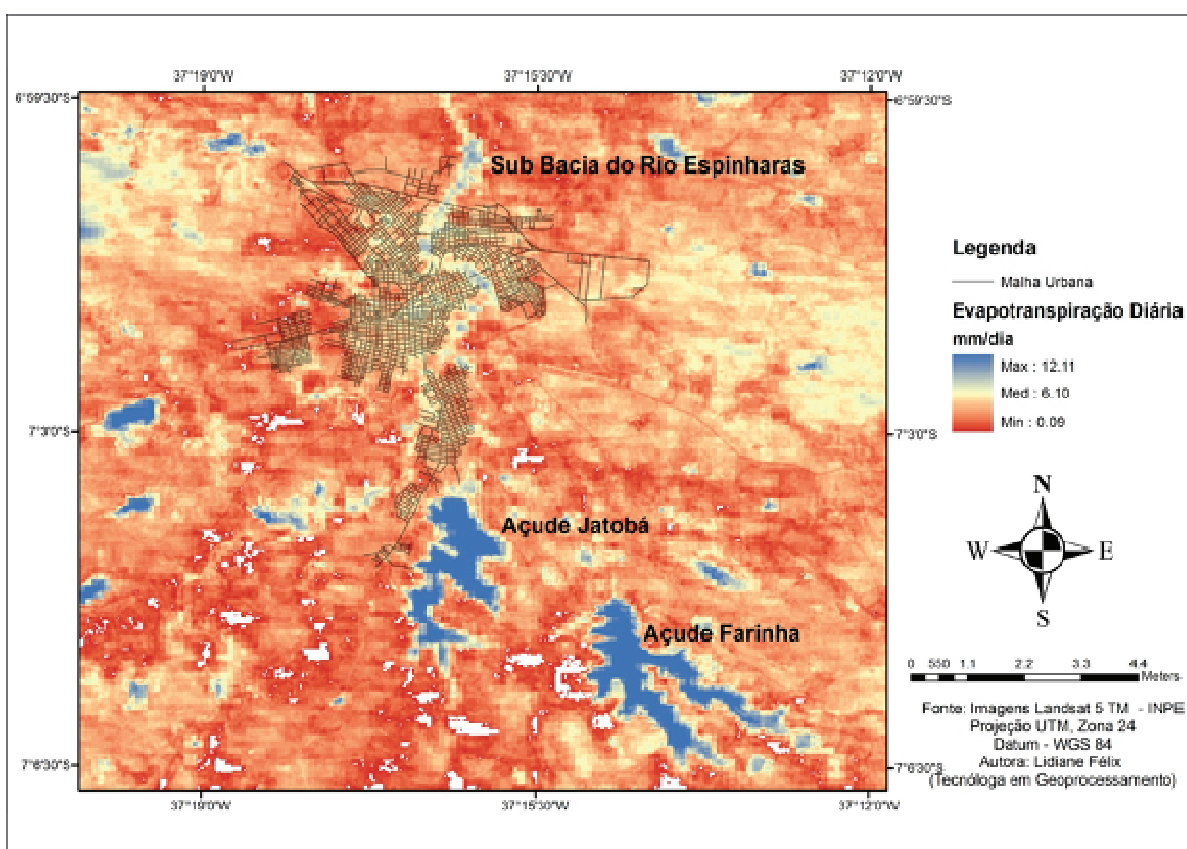 37°19'0"W 37°15'30"W 37°12'0"W
6°59'30"S 6°59'30"S
Sub Bacia do Rio Espinharas
Legenda
Malha Urbana
Evapotranspiração Diária
mm/dia
Max : 12.11
Med : 6.10
Min : 0.09
7°3'0"S 7°3'0"S
N
Açude Jatobá
W E
S
Açude Farinha
0 550 1.1 2.2 3.3 4.4
Meters
Fonte: Imagens Landsat 5 TM - INPE
Projeção UTM, Zona 24
Datum - WGS 84
Autora: Lidiane Félix
(Tecnóloga em Geoprocessamento)
7°6'30"S 7°6'30"S
37°19'0"W 37°15'30"W 37°12'0"W